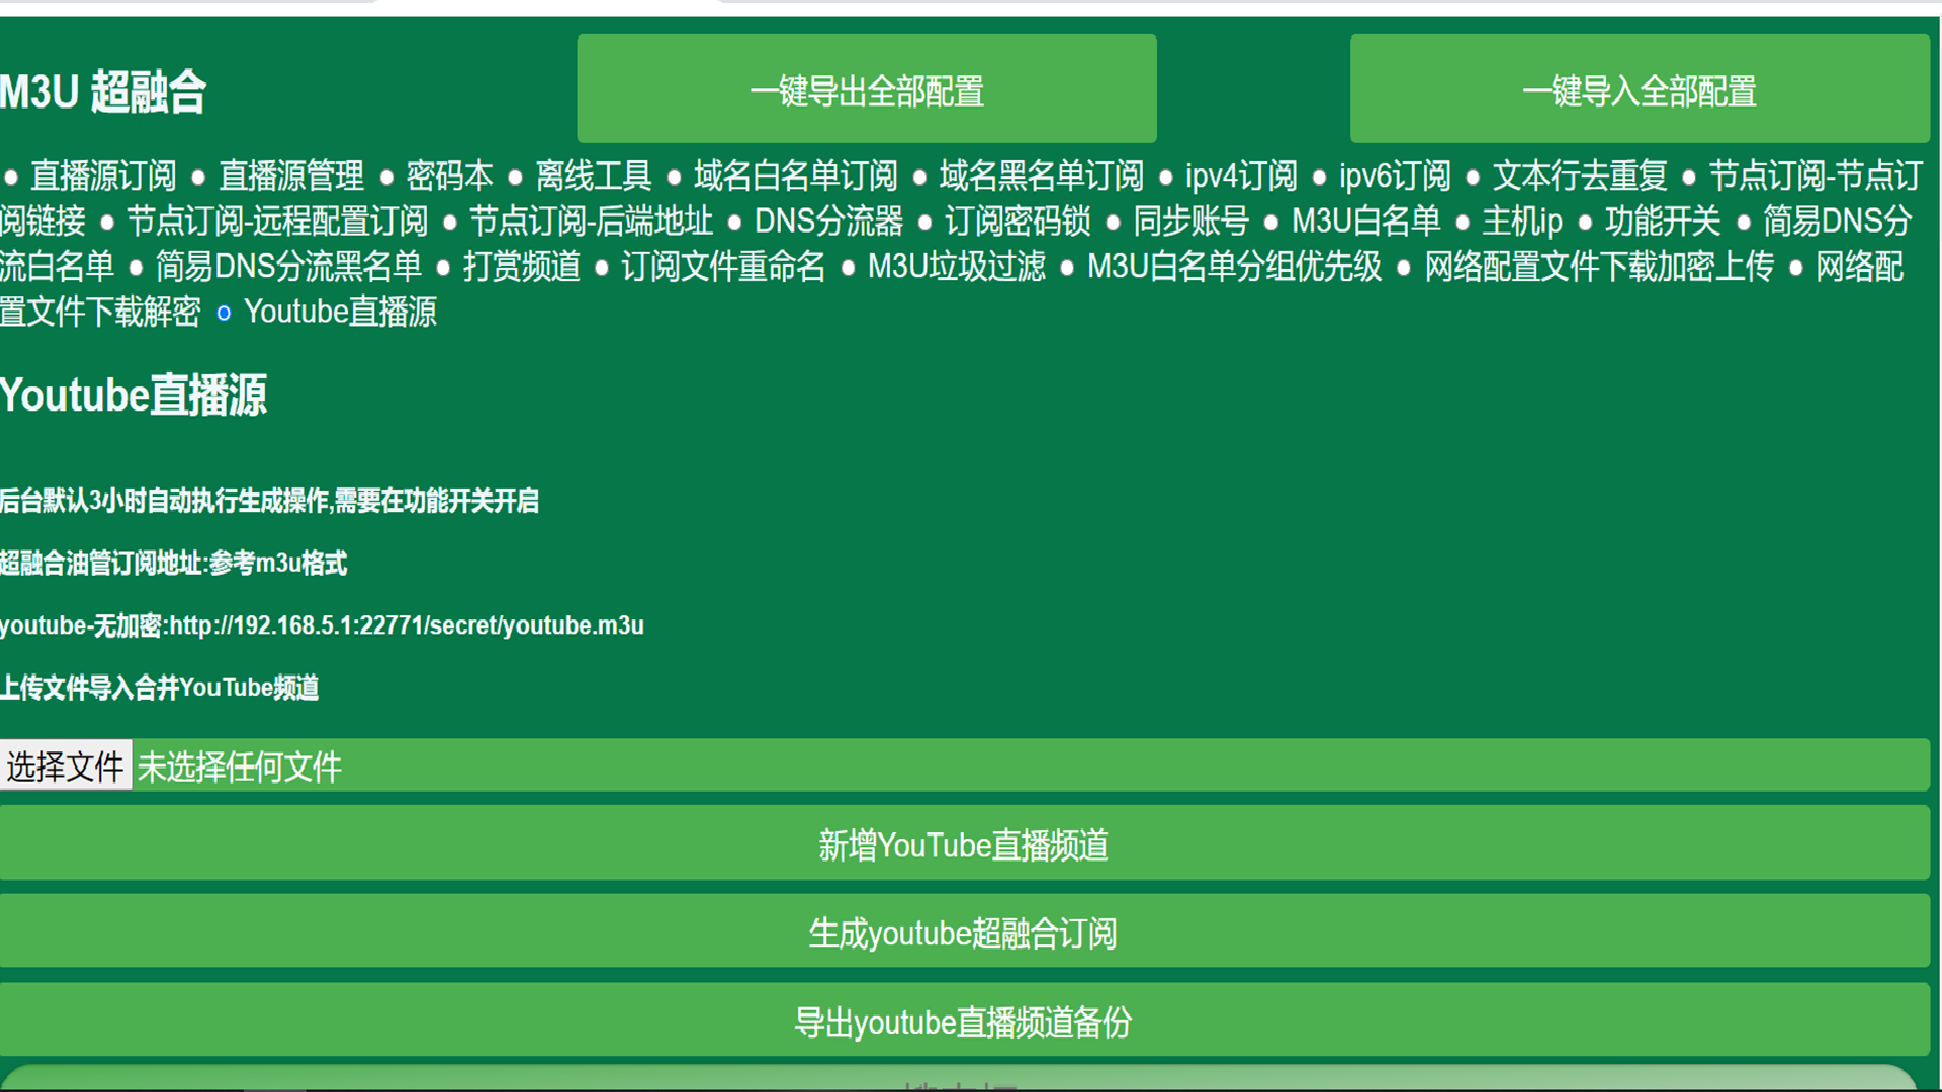 M3U 超融合
一键导出全部配置
一键导入全部配置
直播源订阅 直播源管理 密码本 离线工具 域名白名单订阅 域名黑名单订阅 ipv4订阅 ipv6订阅 文本行去重复 节点订阅-节点订
阅链接 节点订阅-远程配置订阅 节点订阅-后端地址 DNS分流器 订阅密码锁 同步账号 M3U白名单 主机ip 功能开关 简易DNS分
流白名单 简易DNS分流黑名单 打赏频道 订阅文件重命名 M3U垃圾过滤 M3U白名单分组优先级 网络配置文件下载加密上传 网络配
置文件下载解密 Youtube直播源
Youtube直播源
后台默认3小时自动执行生成操作,需要在功能开关开启
超融合油管订阅地址:参考m3u格式
youtube-无加密:http://192.168.5.1:22771/secret/youtube.m3u
上传文件导入合并YouTube频道
选择文件 未选择任何文件
新增YouTube直播频道
生成youtube超融合订阅
导出youtube直播频道备份